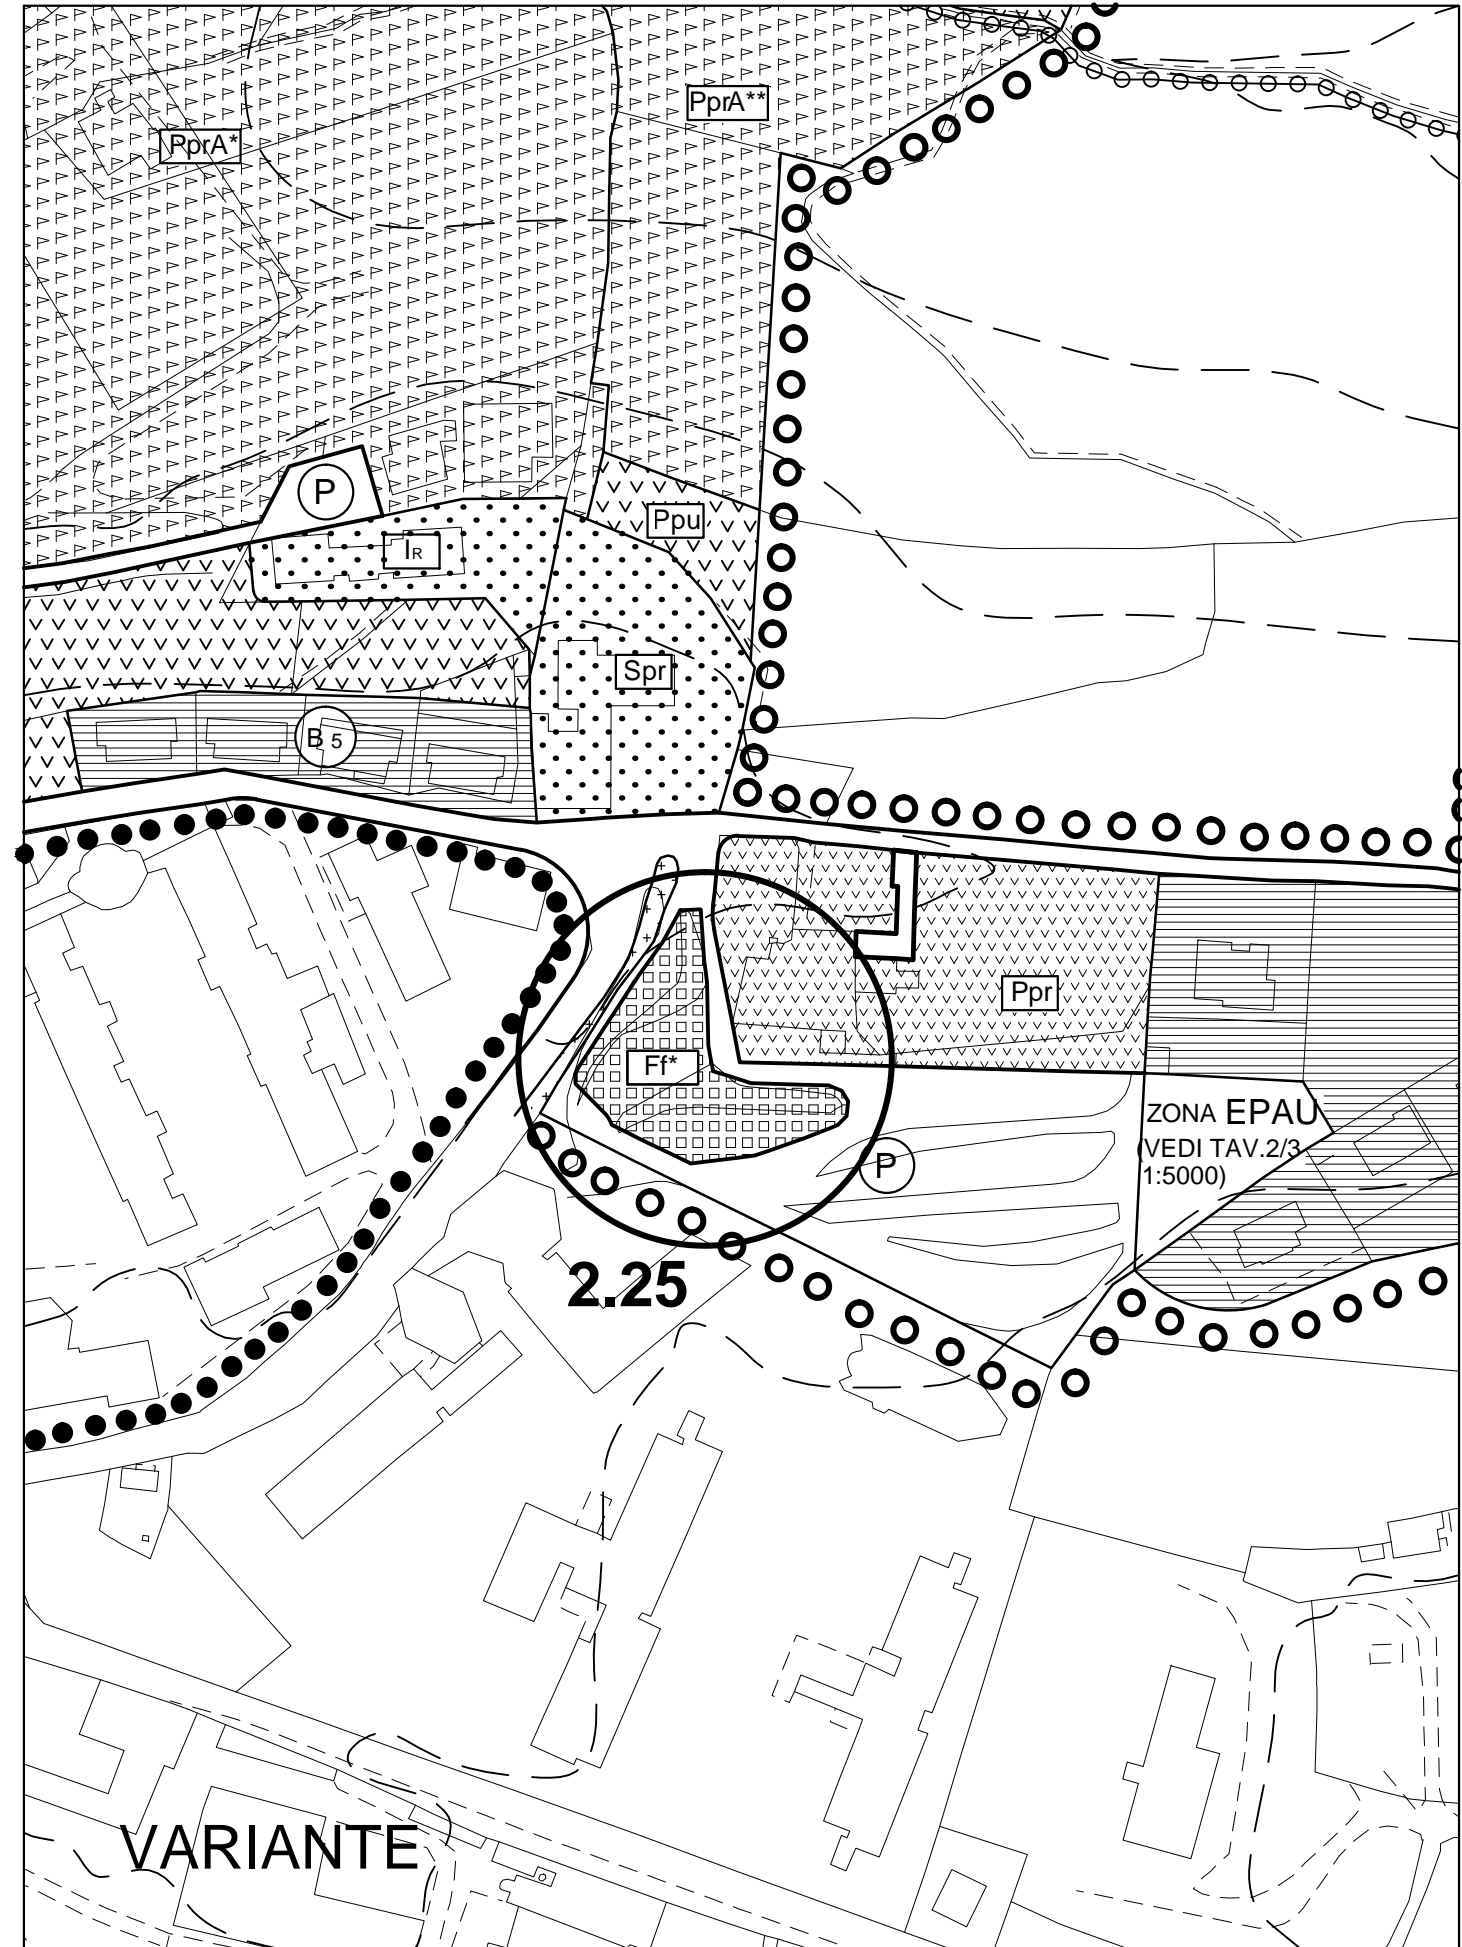 PprA**
PprA*
P
Ppu
IR
Spr
B 5
Ppr
Ff*
ZONA EPAU
(VEDI TAV.2/3
1:5000)
P
2.25
VARIANTE